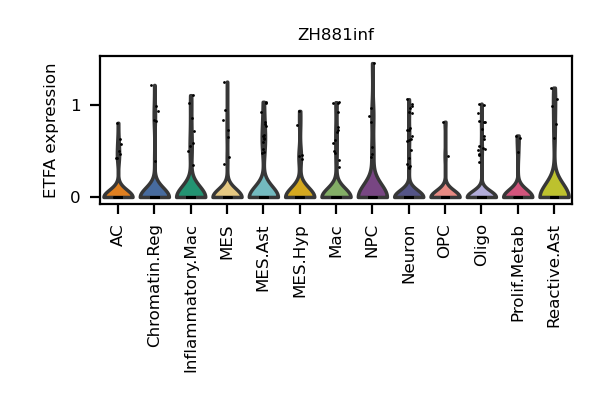 ZH881inf
ETFA expression
1
0
AC
Chromatin.Reg
Inflammatory.Mac
MES
MES.Ast
MES.Hyp
Mac
NPC
Neuron
OPC
Oligo
Prolif.Metab
Reactive.Ast